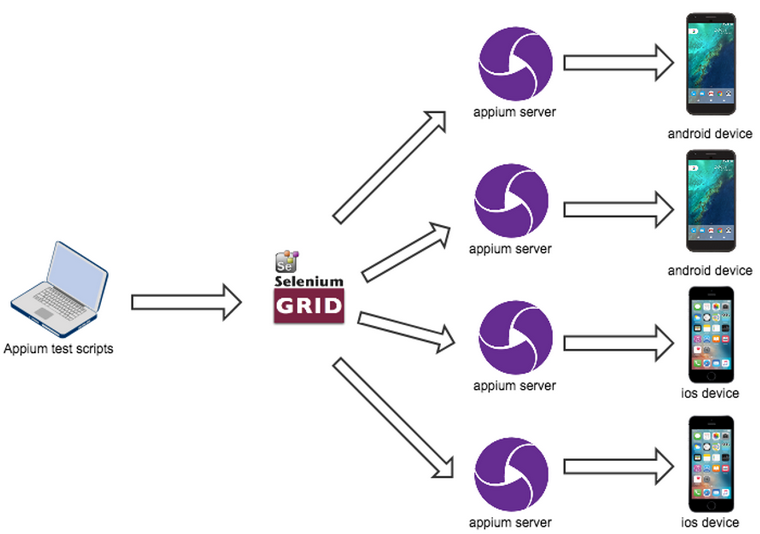 appium server
android device
appium server
android device
Se
Selenium
GRID
Appium test scripts
appium server
ios device
appium server
ios device